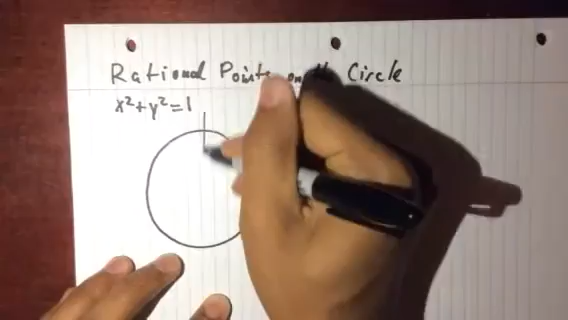 Rational Points on the Circle
x²+y²=1